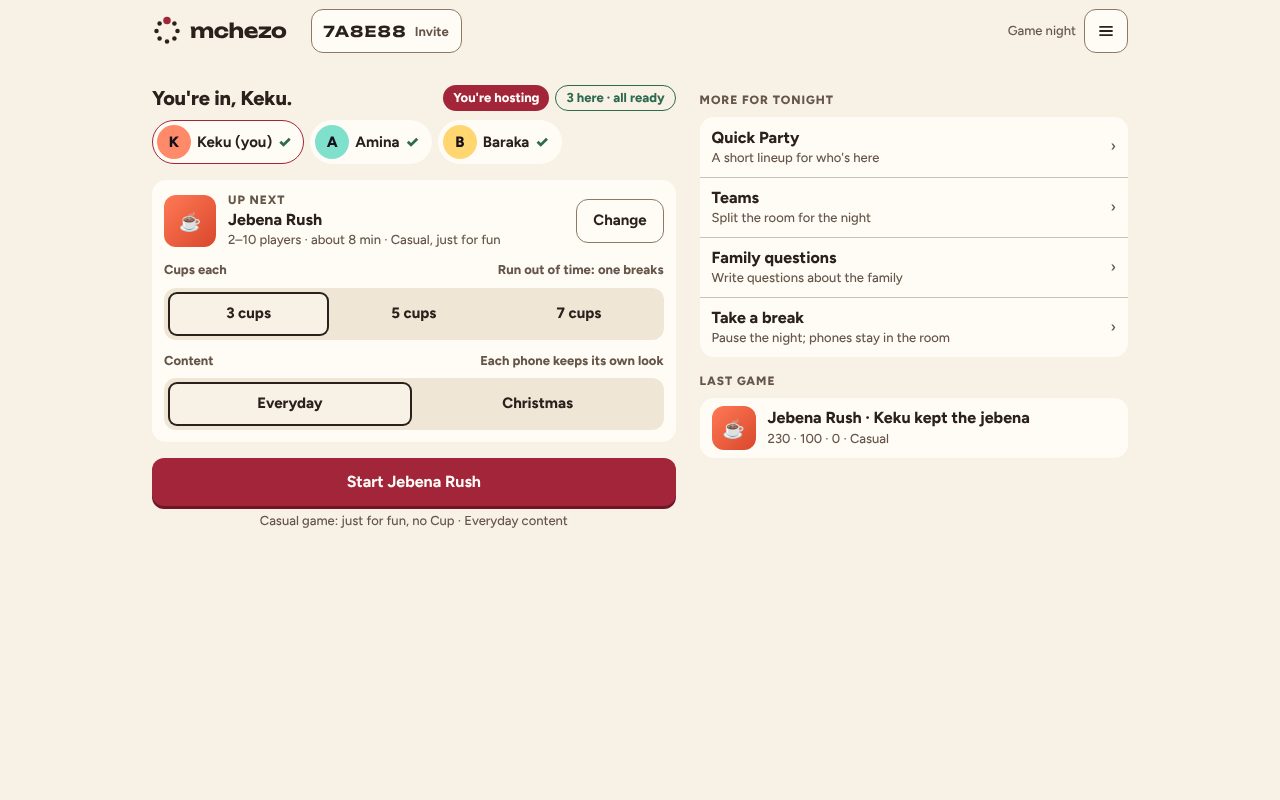 mchezo
7A8E88 Invite
Game night
You're in, Keku.
You're hosting
3 here · all ready
K Keku (you)
A Amina
B Baraka
UP NEXT
Jebena Rush
2–10 players · about 8 min · Casual, just for fun
Change
Cups each
Run out of time: one breaks
3 cups
5 cups
7 cups
Content
Each phone keeps its own look
Everyday
Christmas
Start Jebena Rush
Casual game: just for fun, no Cup · Everyday content
MORE FOR TONIGHT
Quick Party
A short lineup for who's here
Teams
Split the room for the night
Family questions
Write questions about the family
Take a break
Pause the night; phones stay in the room
LAST GAME
Jebena Rush · Keku kept the jebena
230 · 100 · 0 · Casual